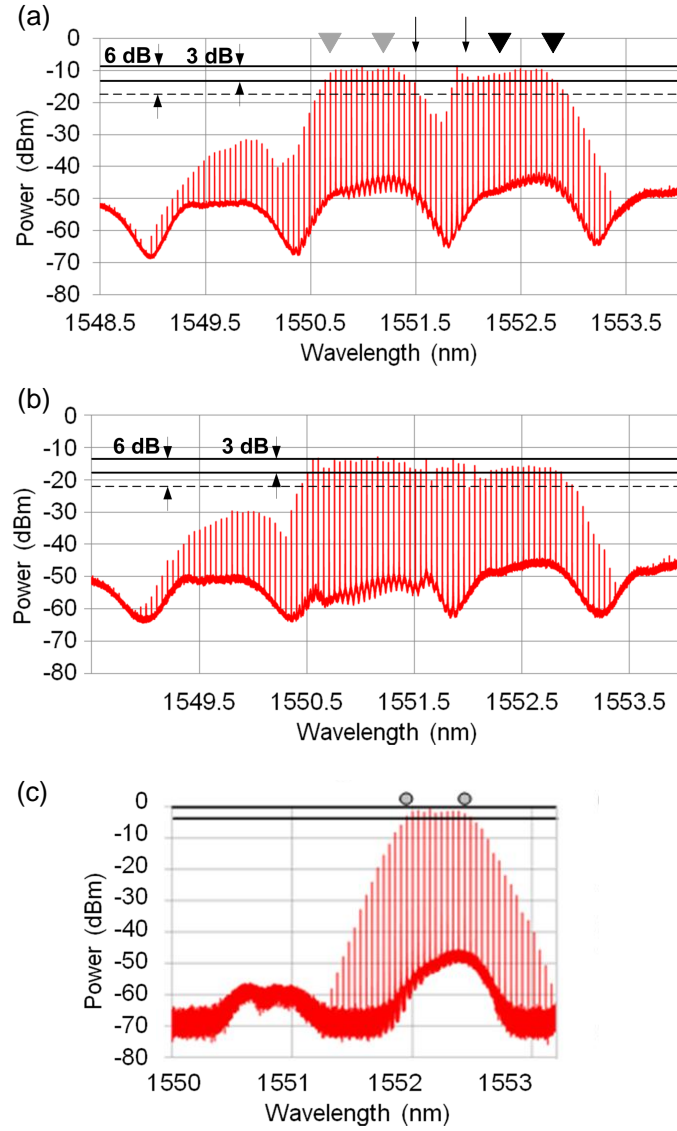 (a)
0
-10
-20
-30
-40
-50
-60
-70
-80
Power (dBm)
6 dB
3 dB
1548.5 1549.5 1550.5 1551.5 1552.5 1553.5
Wavelength (nm)
(b)
0
-10
-20
-30
-40
-50
-60
-70
-80
Power (dBm)
6 dB
3 dB
1549.5 1550.5 1551.5 1552.5 1553.5
Wavelength (nm)
(c)
0
-10
-20
-30
-40
-50
-60
-70
-80
Power (dBm)
1550 1551 1552 1553
Wavelength (nm)